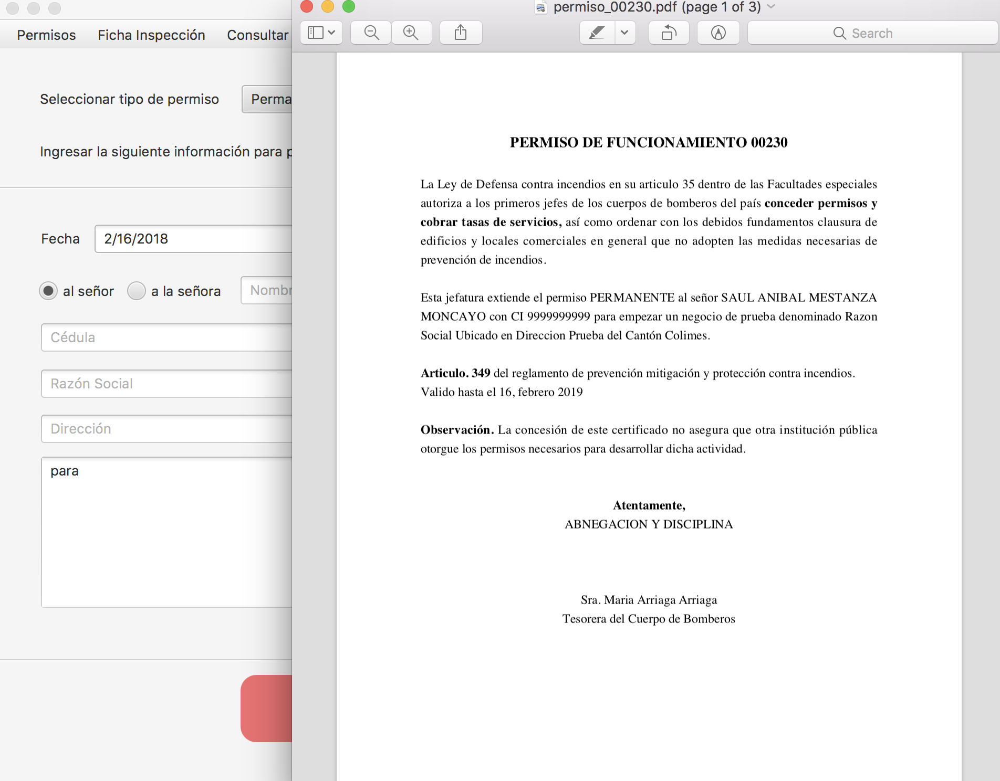 Permisos Ficha Inspección Consultar
Seleccionar tipo de permiso
Ingresar la siguiente información para
Fecha 2/16/2018
al señor a la señora
Cédula
Razón Social
Dirección
para
permiso_00230.pdf (page 1 of 3)
Search
PERMISO DE FUNCIONAMIENTO 00230
La Ley de Defensa contra incendios en su articulo 35 dentro de las Facultades especiales
autoriza a los primeros jefes de los cuerpos de bomberos del país conceder permisos y
cobrar tasas de servicios, así como ordenar con los debidos fundamentos clausura de
edificios y locales comerciales en general que no adopten las medidas necesarias de
prevención de incendios.
Esta jefatura extiende el permiso PERMANENTE al señor SAUL ANIBAL MESTANZA
MONCAYO con CI 9999999999 para empezar un negocio de prueba denominado Razon
Social Ubicado en Direccion Prueba del Cantón Colimes.
Articulo. 349 del reglamento de prevención mitigación y protección contra incendios.
Valido hasta el 16, febrero 2019
Observación. La concesión de este certificado no asegura que otra institución pública
otorgue los permisos necesarios para desarrollar dicha actividad.
Atentamente,
ABNEGACION Y DISCIPLINA
Sra. Maria Arriaga Arriaga
Tesorera del Cuerpo de Bomberos